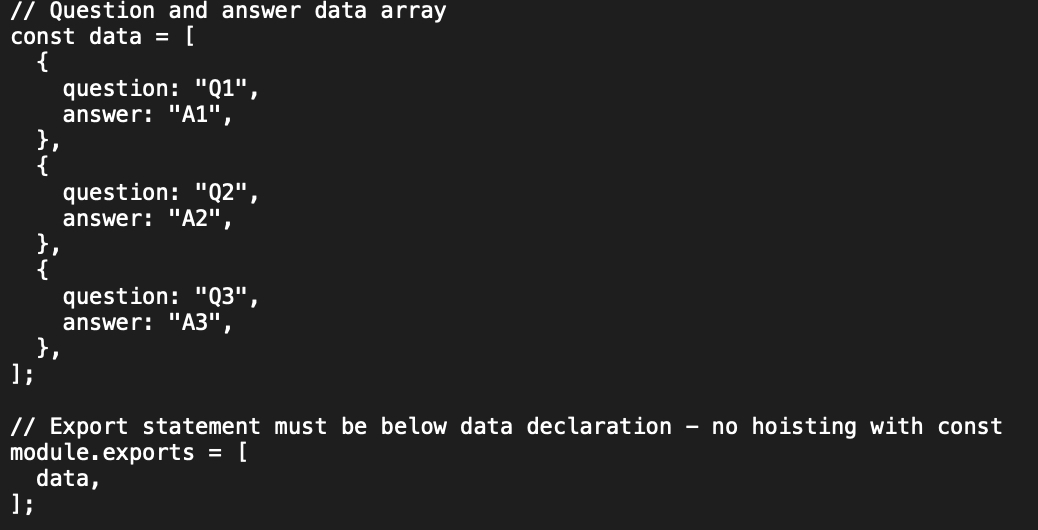 // Question and answer data array
const data = [
  {
    question: "Q1",
    answer: "A1",
  },
  {
    question: "Q2",
    answer: "A2",
  },
  {
    question: "Q3",
    answer: "A3",
  },
];

// Export statement must be below data declaration – no hoisting with const
module.exports = [
  data,
];